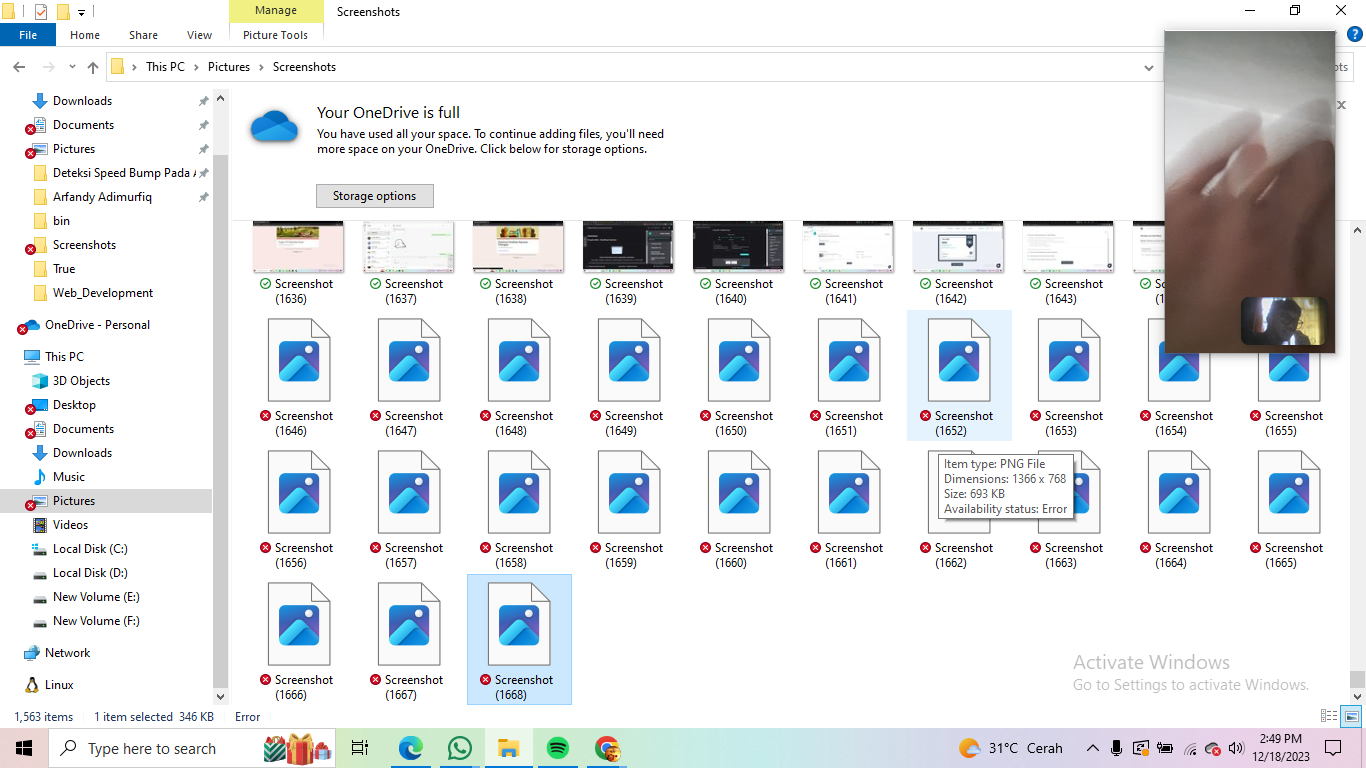 Manage
Screenshots
File
Home
Share
View
Picture Tools
This PC
Pictures
Screenshots
ots
Downloads
Documents
Pictures
Deteksi Speed Bump Pada A
Arfandy Adimurfiq
bin
Screenshots
True
Web_Development
OneDrive - Personal
This PC
3D Objects
Desktop
Documents
Downloads
Music
Pictures
Videos
Local Disk (C:)
Local Disk (D:)
New Volume (E:)
New Volume (F:)
Network
Linux
Your OneDrive is full
You have used all your space. To continue adding files, you'll need
more space on your OneDrive. Click below for storage options.
Storage options
Screenshot (1636)
Screenshot (1637)
Screenshot (1638)
Screenshot (1639)
Screenshot (1640)
Screenshot (1641)
Screenshot (1642)
Screenshot (1643)
Screenshot (1646)
Screenshot (1647)
Screenshot (1648)
Screenshot (1649)
Screenshot (1650)
Screenshot (1651)
Screenshot (1652)
Screenshot (1653)
Screenshot (1654)
Screenshot (1655)
Item type: PNG File
Dimensions: 1366 x 768
Size: 693 KB
Availability status: Error
Screenshot (1656)
Screenshot (1657)
Screenshot (1658)
Screenshot (1659)
Screenshot (1660)
Screenshot (1661)
Screenshot (1662)
Screenshot (1663)
Screenshot (1664)
Screenshot (1665)
Screenshot (1666)
Screenshot (1667)
Screenshot (1668)
Activate Windows
Go to Settings to activate Windows.
1,563 items
1 item selected 346 KB
Error
Type here to search
31°C Cerah
2:49 PM
12/18/2023